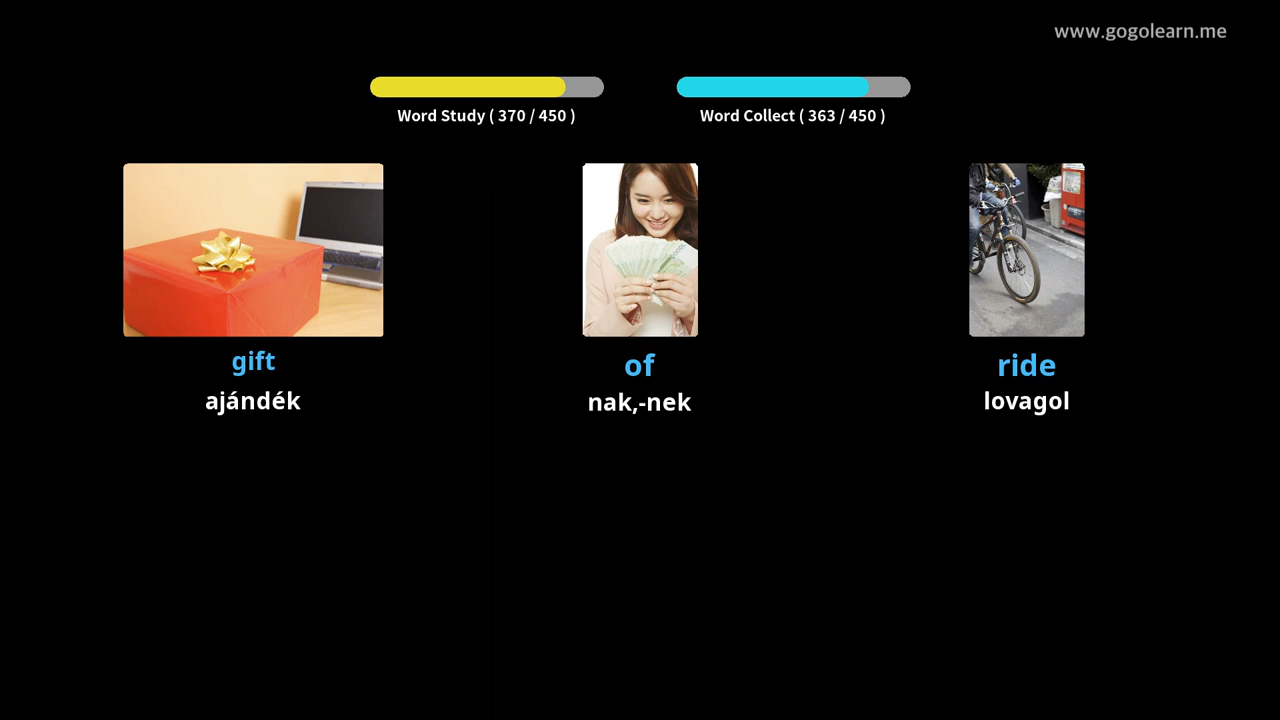 www.gogolearn.me
Word Study ( 370 / 450 )
Word Collect ( 363 / 450 )
gift
ajándék
of
nak,-nek
ride
lovagol